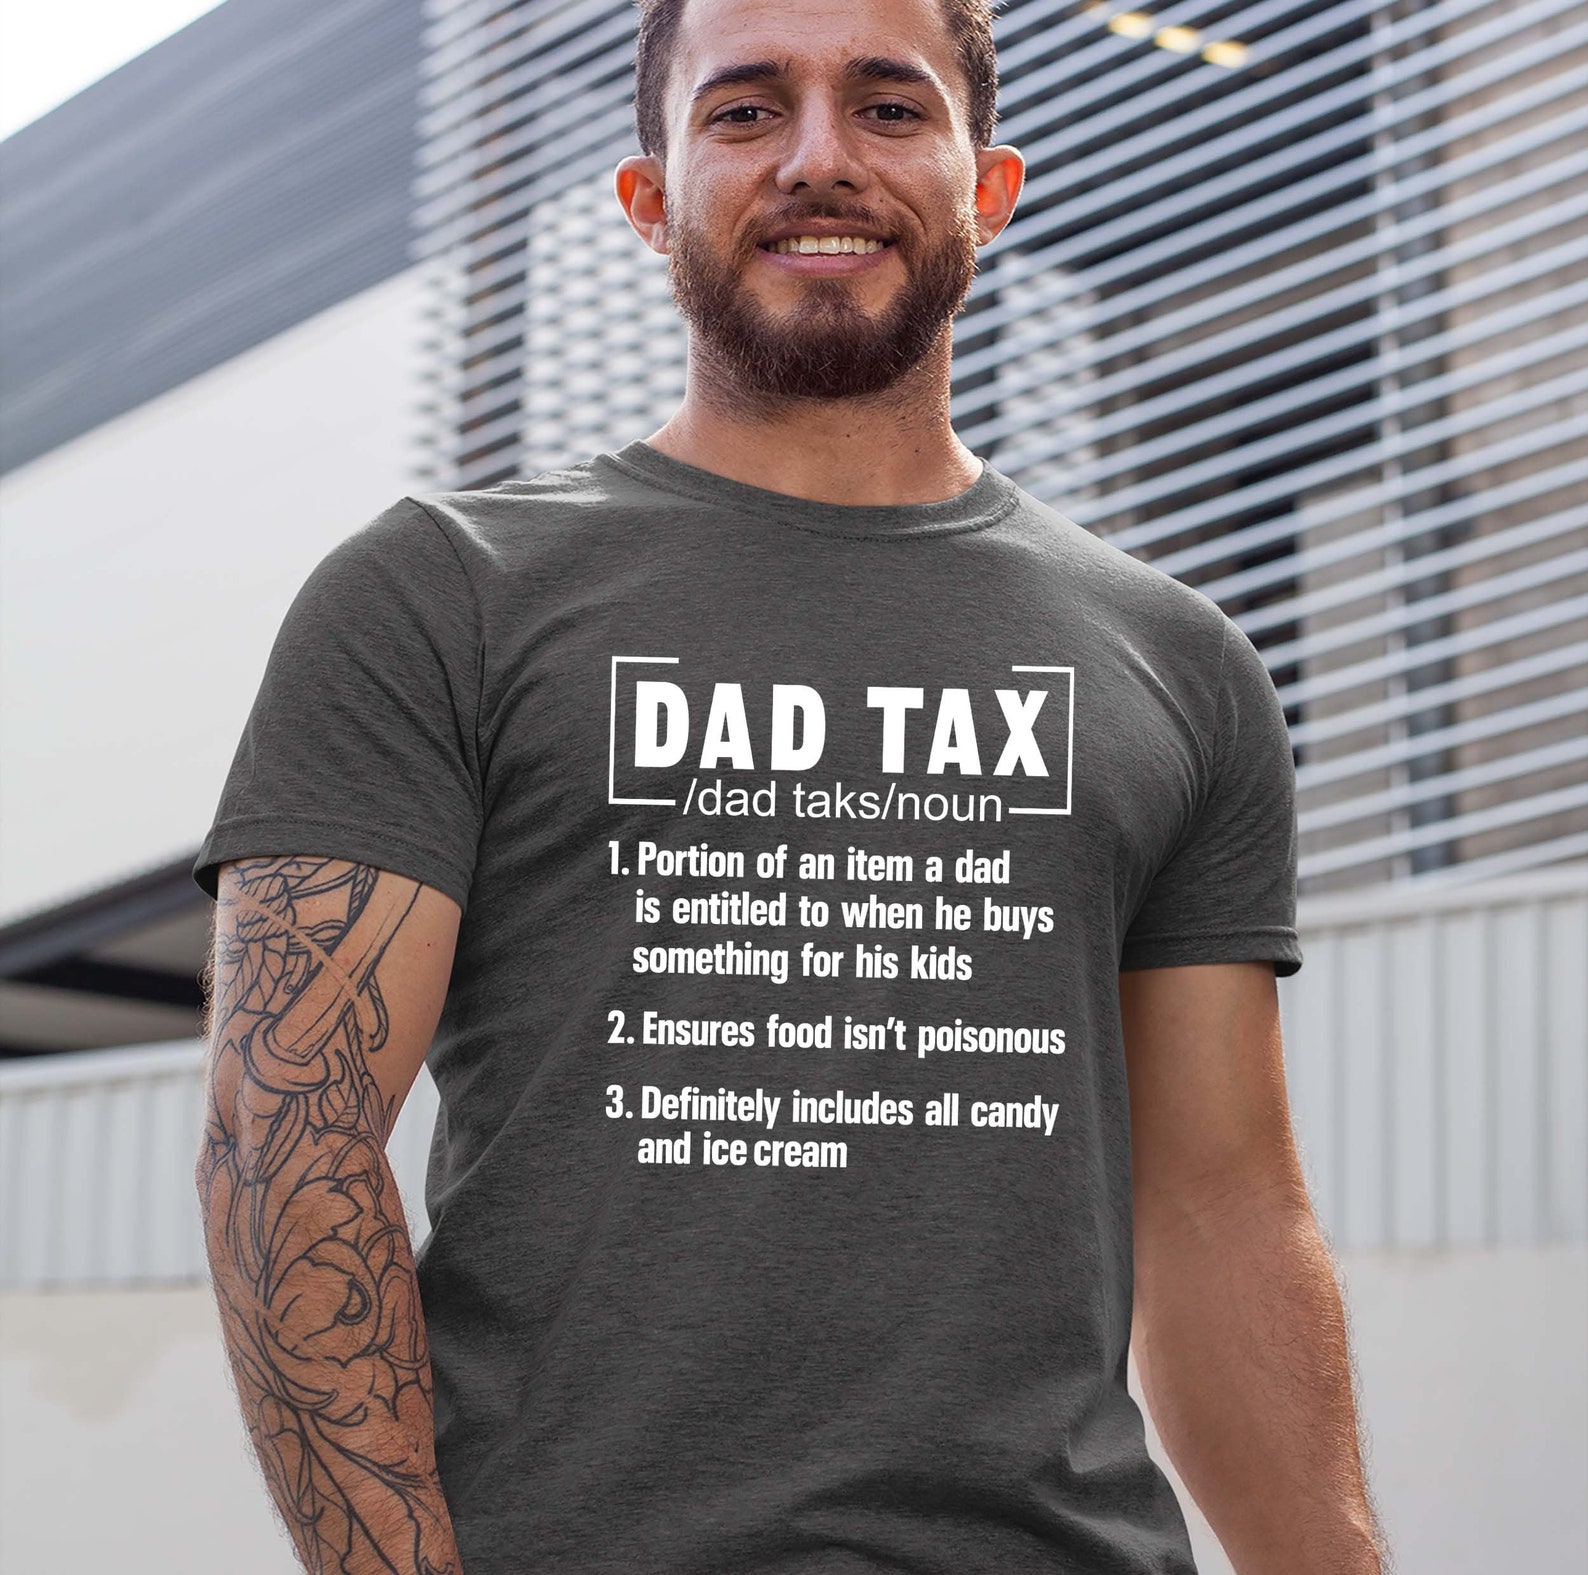 DAD TAX
/dad taks/noun
1. Portion of an item a dad
is entitled to when he buys
something for his kids
2. Ensures food isn't poisonous
3. Definitely includes all candy
and ice cream